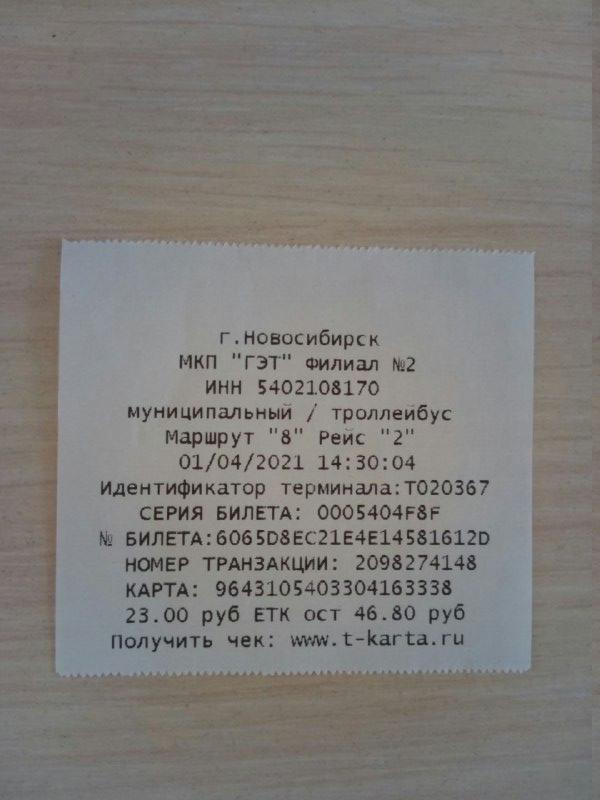 г.Новосибирск
МКП "ГЭТ" Филиал №2
ИНН 5402108170
муниципальный / троллейбус
Маршрут "8" Рейс "2"
01/04/2021 14:30:04
Идентификатор терминала:T020367
СЕРИЯ БИЛЕТА: 0005404F8F
№ БИЛЕТА:6065D8EC21E4E14581612D
НОМЕР ТРАНЗАКЦИИ: 2098274148
КАРТА: 96431054033041633​38
23.00 руб ЕТК ост 46.80 руб
Получить чек: www.t-karta.ru